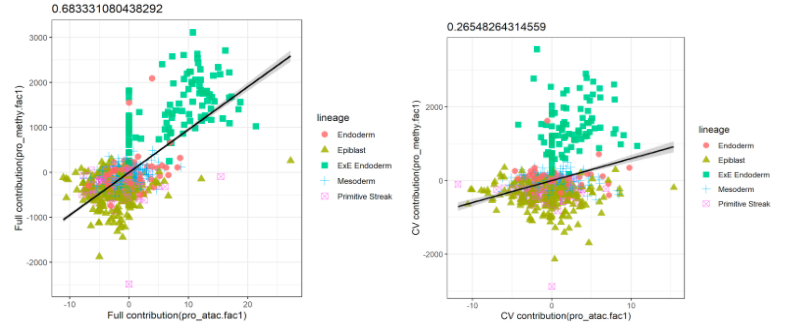 0.683331080438292
Full contribution(pro_methy.fac1)
3000
2000
1000
0
-1000
-2000
-10
0
10
20
Full contribution(pro_atac.fac1)
lineage
Endoderm
Epiblast
ExE Endoderm
Mesoderm
Primitive Streak
0.26548264314559
CV contribution(pro_methy.fac1)
2000
0
-2000
-10
0
10
CV contribution(pro_atac.fac1)
lineage
Endoderm
Epiblast
ExE Endoderm
Mesoderm
Primitive Streak